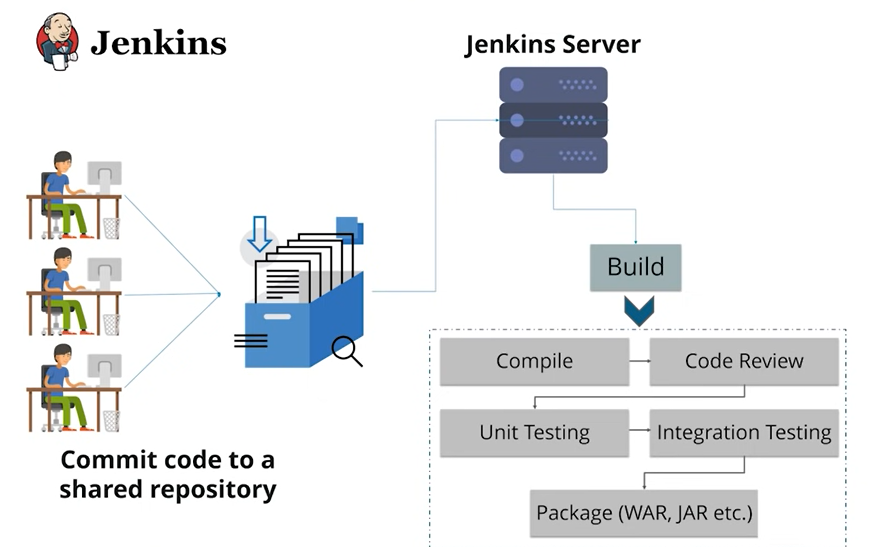 Jenkins
Jenkins Server
Build
Compile
Code Review
Unit Testing
Integration Testing
Package (WAR, JAR etc.)
Commit code to a
shared repository